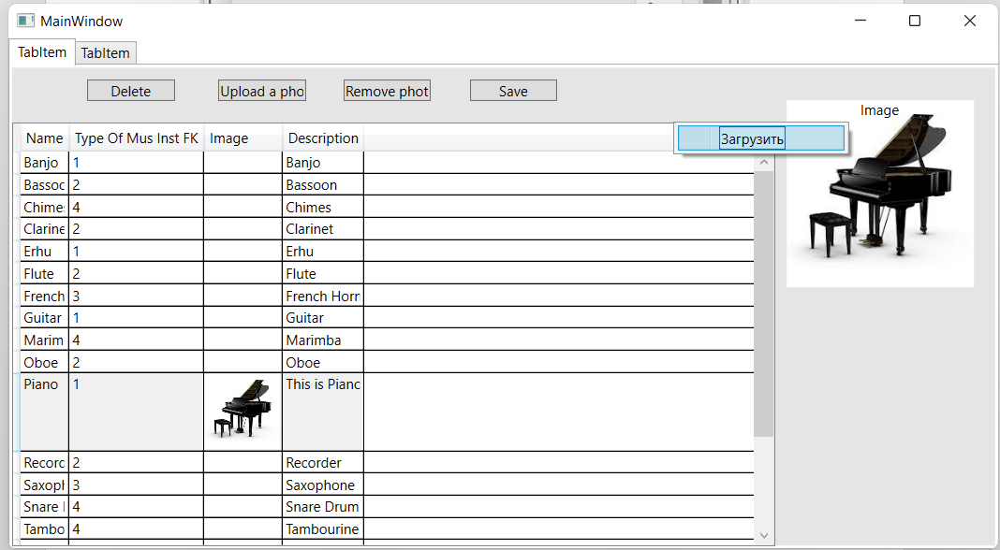 MainWindow
TabItem TabItem
Delete Upload a pho Remove phot Save
Image
Name Type Of Mus Inst FK Image Description
Загрузить
Banjo 1 Banjo
Bassoc 2 Bassoon
Chime 4 Chimes
Clarine 2 Clarinet
Erhu 1 Erhu
Flute 2 Flute
French 3 French Horr
Guitar 1 Guitar
Marim 4 Marimba
Oboe 2 Oboe
Piano 1 This is Pianc
Recorc 2 Recorder
Saxopl 3 Saxophone
Snare 4 Snare Drum
Tambo 4 Tambourine